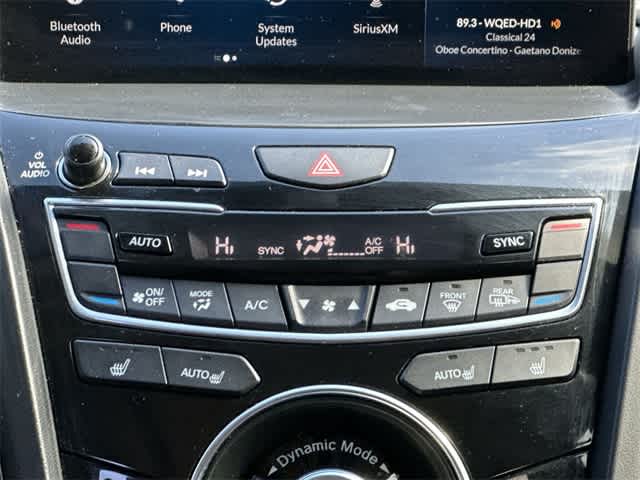 Bluetooth Audio
Phone
System Updates
SiriusXM
89.3 - WQED-HD1
Classical 24
Oboe Concertino - Gaetano Donize
VOL
AUDIO
AUTO
Hi
SYNC
A/C
OFF
Hi
SYNC
ON/
OFF
MODE
A/C
FRONT
REAR
AUTO
AUTO
Dynamic Mode